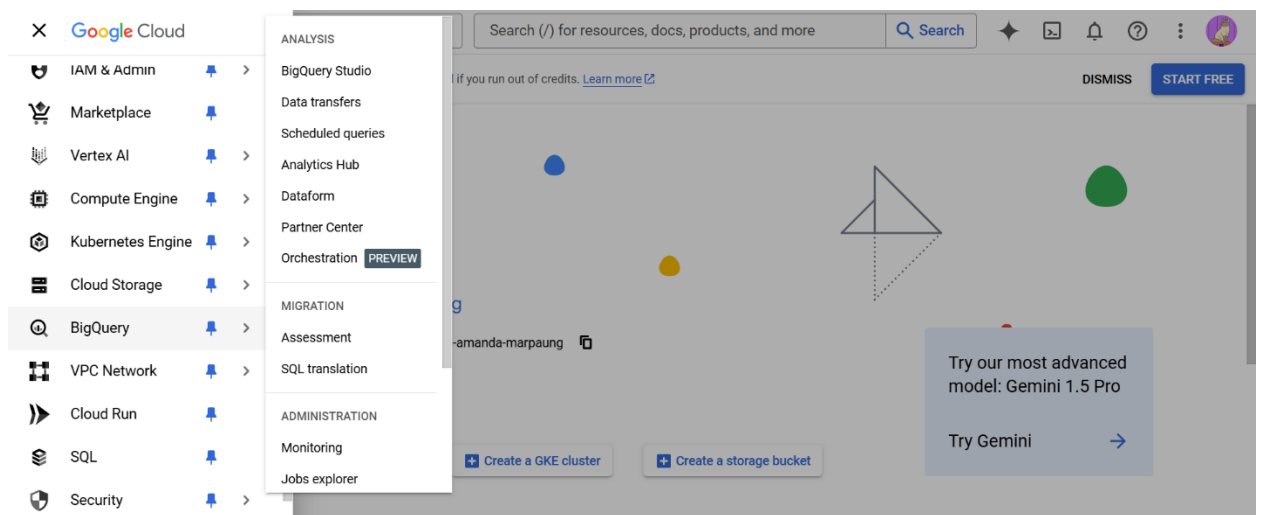 Google Cloud
IAM & Admin
Marketplace
Vertex AI
Compute Engine
Kubernetes Engine
Cloud Storage
BigQuery
VPC Network
Cloud Run
SQL
Security
ANALYSIS
BigQuery Studio
Data transfers
Scheduled queries
Analytics Hub
Dataform
Partner Center
Orchestration PREVIEW
MIGRATION
Assessment
SQL translation
ADMINISTRATION
Monitoring
Jobs explorer
Search (/) for resources, docs, products, and more
Search
if you run out of credits. Learn more
DISMISS
START FREE
g
-amanda-marpaung
Create a GKE cluster
Create a storage bucket
Try our most advanced
model: Gemini 1.5 Pro
Try Gemini